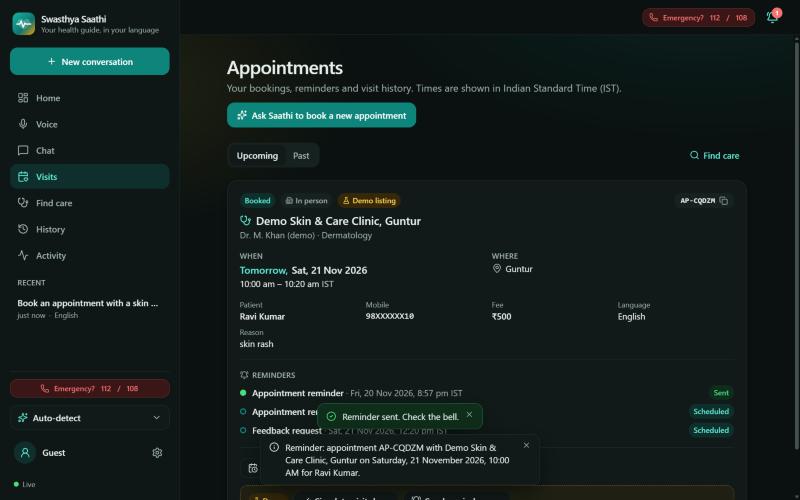 Swasthya Saathi
Your health guide, in your language
+ New conversation
Home
Voice
Chat
Visits
Find care
History
Activity
RECENT
Book an appointment with a skin ...
just now · English
Emergency? 112 / 108
Auto-detect
Guest
Live
Emergency? 112 / 108
1
Appointments
Your bookings, reminders and visit history. Times are shown in Indian Standard Time (IST).
Ask Saathi to book a new appointment
Upcoming Past
Find care
Booked In person Demo listing
AP-CQDZM
Demo Skin & Care Clinic, Guntur
Dr. M. Khan (demo) · Dermatology
WHEN WHERE
Tomorrow, Sat, 21 Nov 2026
Guntur
10:00 am – 10:20 am IST
Patient Mobile Fee Language
Ravi Kumar 98XXXXXX10 ₹500 English
Reason
skin rash
REMINDERS
Appointment reminder · Fri, 20 Nov 2026, 8:57 pm IST Sent
Appointment Scheduled
Reminder sent. Check the bell.
Feedback request · Sat, 21 Nov 2026, 12:20 pm IST Scheduled
Reminder: appointment AP-CQDZM with Demo Skin &
Care Clinic, Guntur on Saturday, 21 November 2026, 10:00
AM for Ravi Kumar.